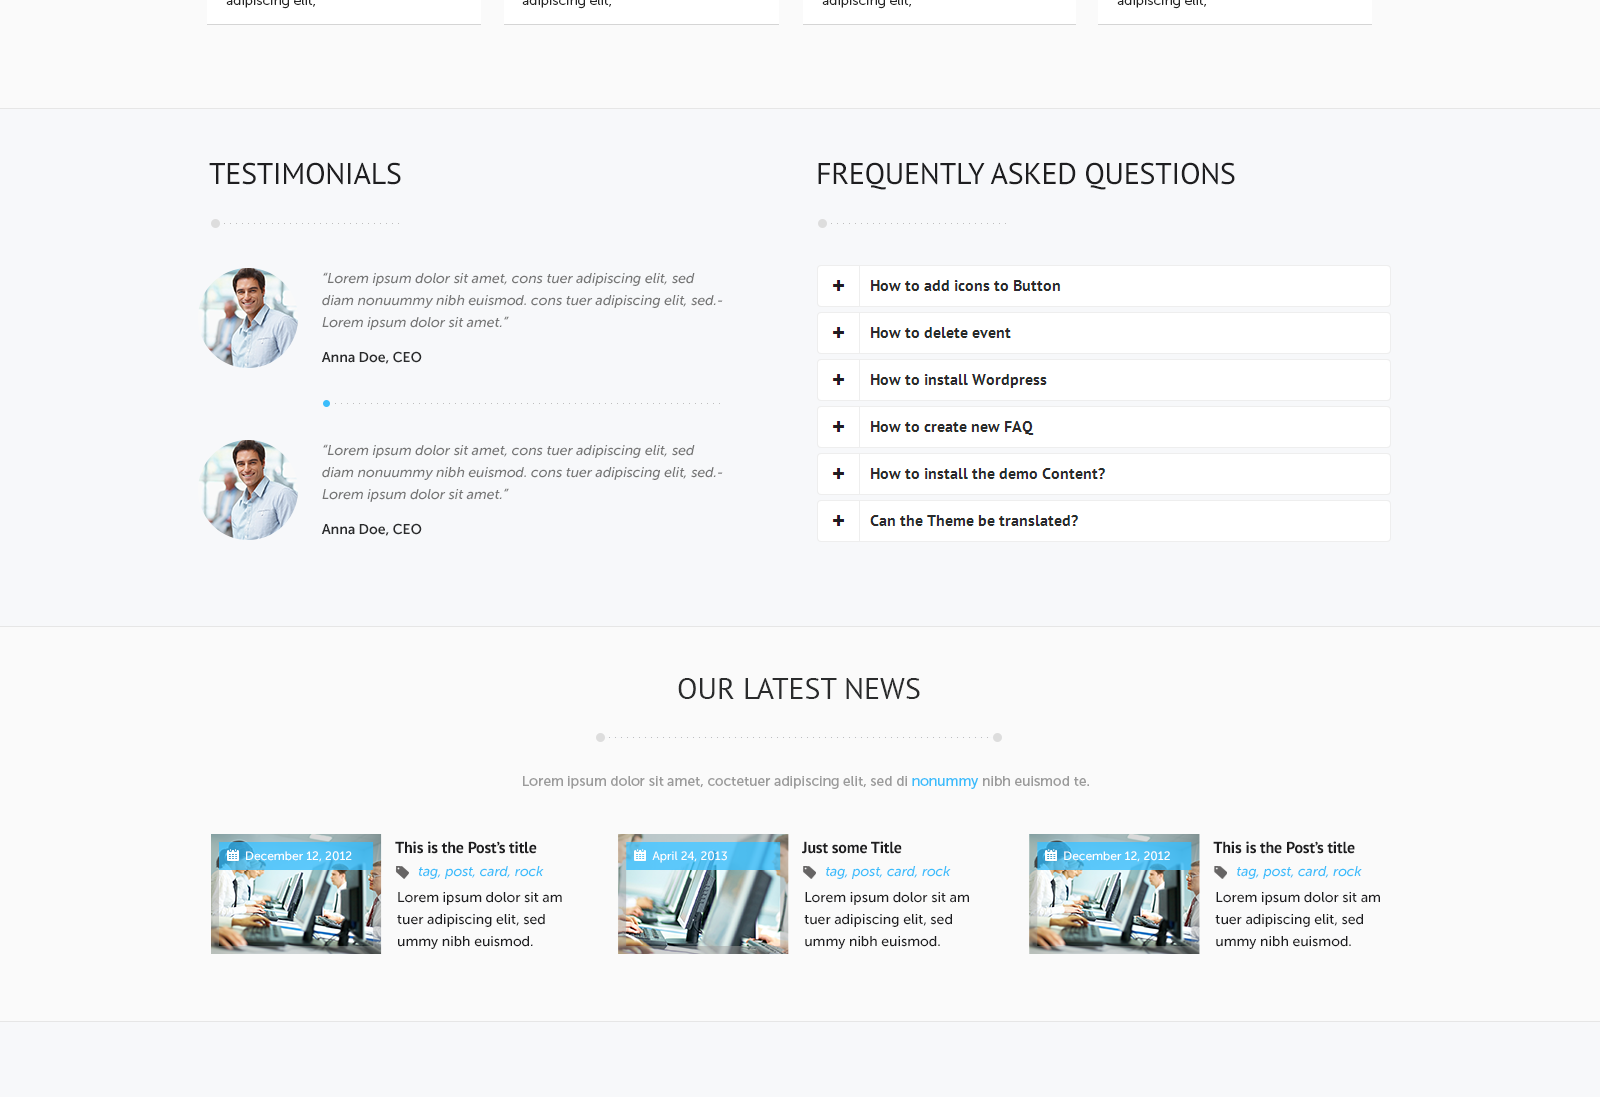 adipiscing elit,
adipiscing elit,
adipiscing elit,
adipiscing elit,
TESTIMONIALS
“Lorem ipsum dolor sit amet, cons tuer adipiscing elit, sed
diam nonuummy nibh euismod. cons tuer adipiscing elit, sed.-
Lorem ipsum dolor sit amet.”
Anna Doe, CEO
“Lorem ipsum dolor sit amet, cons tuer adipiscing elit, sed
diam nonuummy nibh euismod. cons tuer adipiscing elit, sed.-
Lorem ipsum dolor sit amet.”
Anna Doe, CEO
FREQUENTLY ASKED QUESTIONS
How to add icons to Button
How to delete event
How to install Wordpress
How to create new FAQ
How to install the demo Content?
Can the Theme be translated?
OUR LATEST NEWS
Lorem ipsum dolor sit amet, coctetuer adipiscing elit, sed di nonummy nibh euismod te.
December 12, 2012
This is the Post’s title
tag, post, card, rock
Lorem ipsum dolor sit am
tuer adipiscing elit, sed
ummy nibh euismod.
April 24, 2013
Just some Title
tag, post, card, rock
Lorem ipsum dolor sit am
tuer adipiscing elit, sed
ummy nibh euismod.
December 12, 2012
This is the Post’s title
tag, post, card, rock
Lorem ipsum dolor sit am
tuer adipiscing elit, sed
ummy nibh euismod.